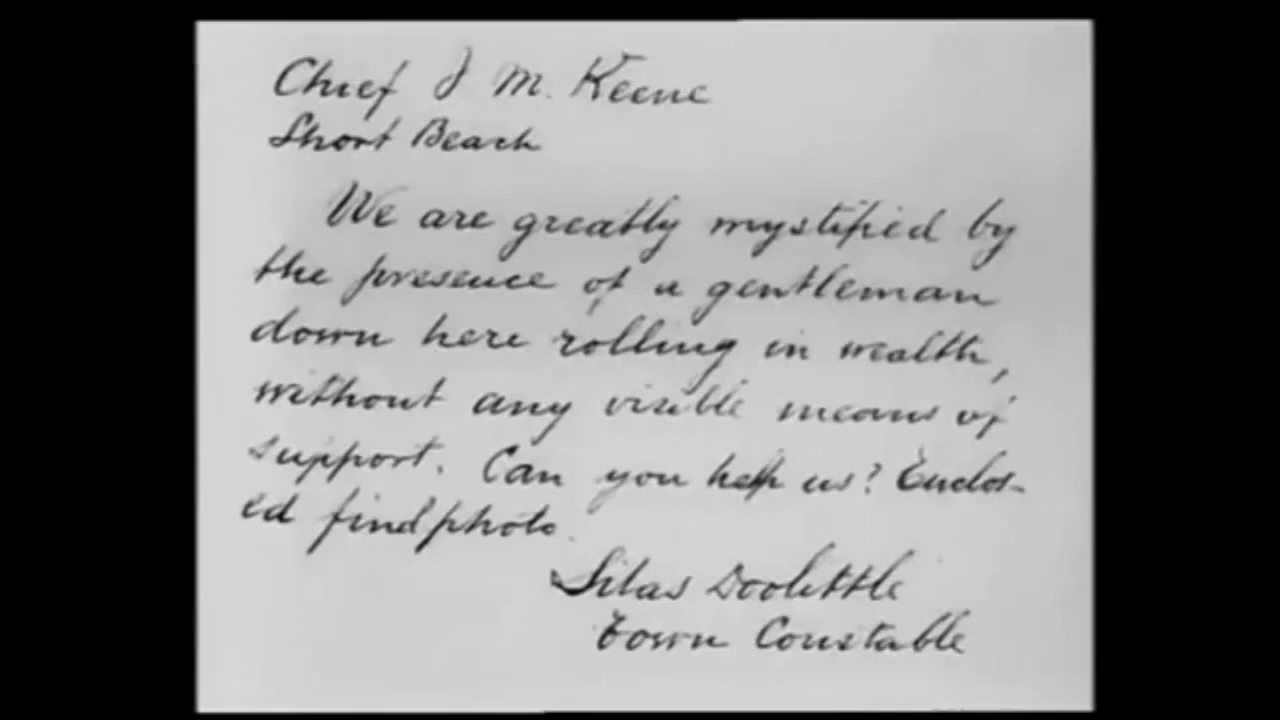 Chief I M. Keene
Short Beach
We are greatly mystified by
the presence of a gentleman
down here rolling in wealth,
without any visible means of
support. Can you help us? Enclos-
ed find photo.
Silas Doolittle
Town Constable